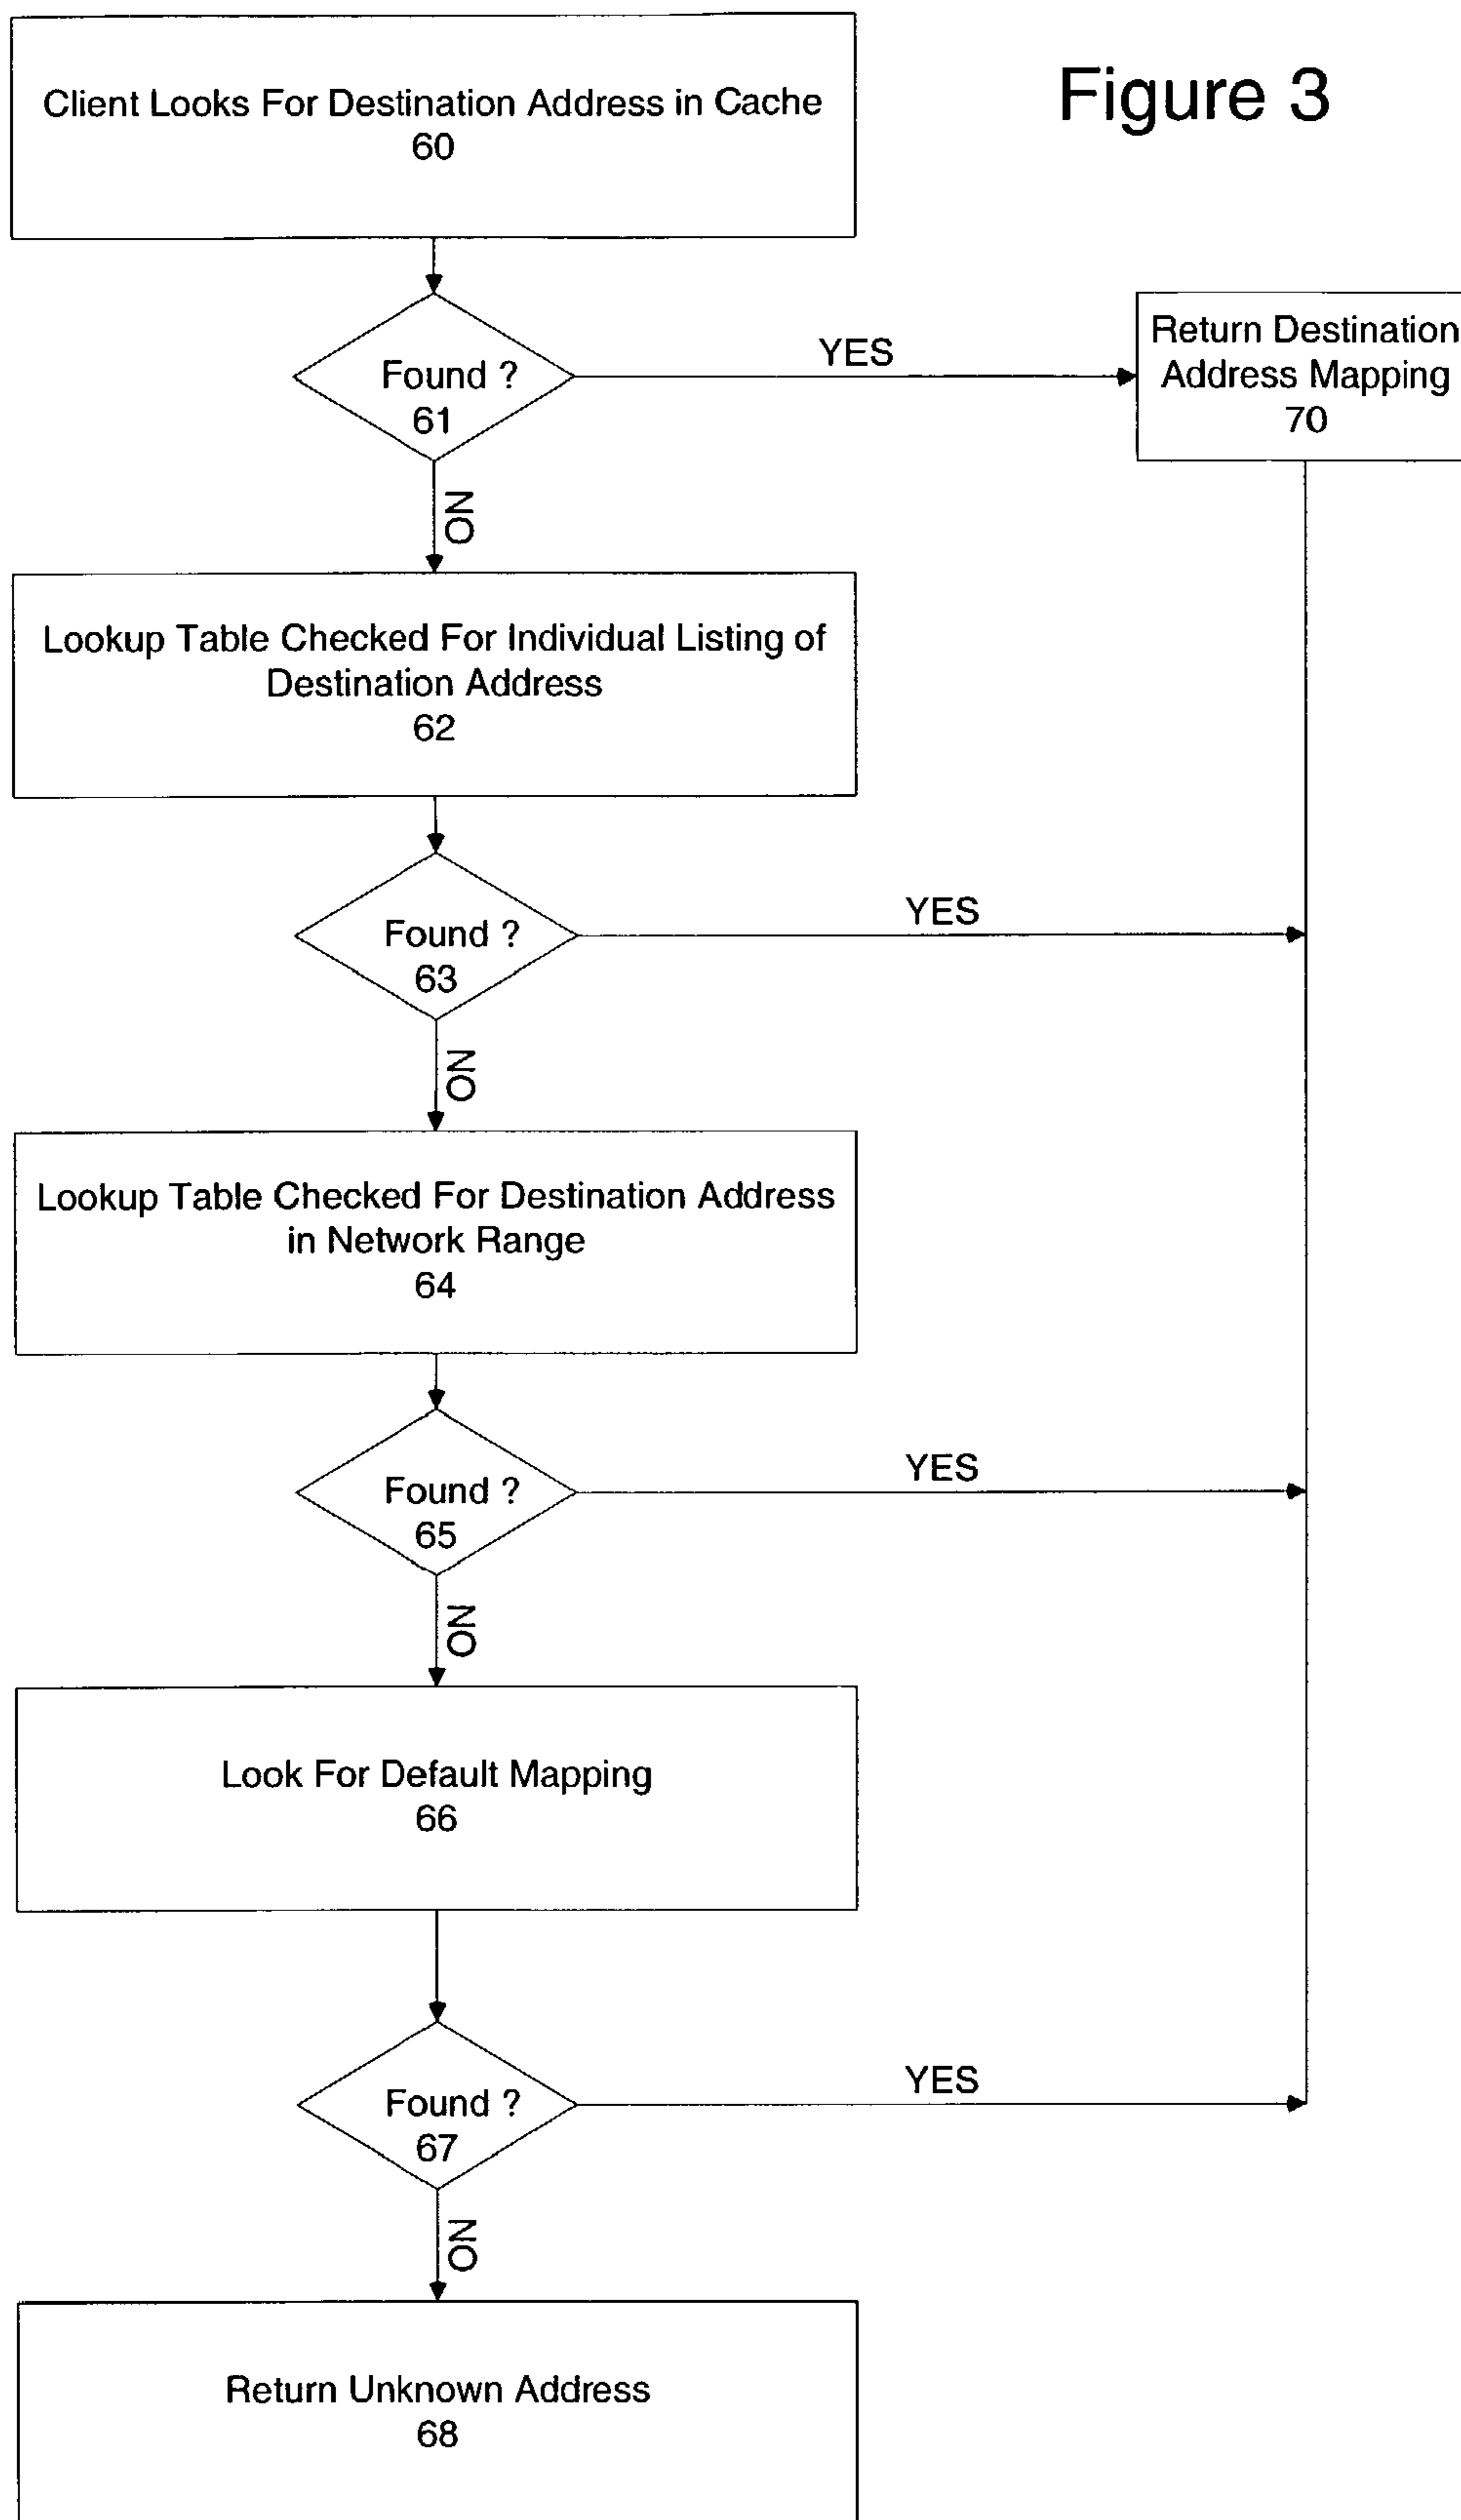 Figure 3
Client Looks For Destination Address in Cache
60
Found ?
61
YES
Return Destination
Address Mapping
70
NO
Lookup Table Checked For Individual Listing of
Destination Address
62
Found ?
63
YES
NO
Lookup Table Checked For Destination Address
in Network Range
64
Found ?
65
YES
NO
Look For Default Mapping
66
Found ?
67
YES
NO
Return Unknown Address
68